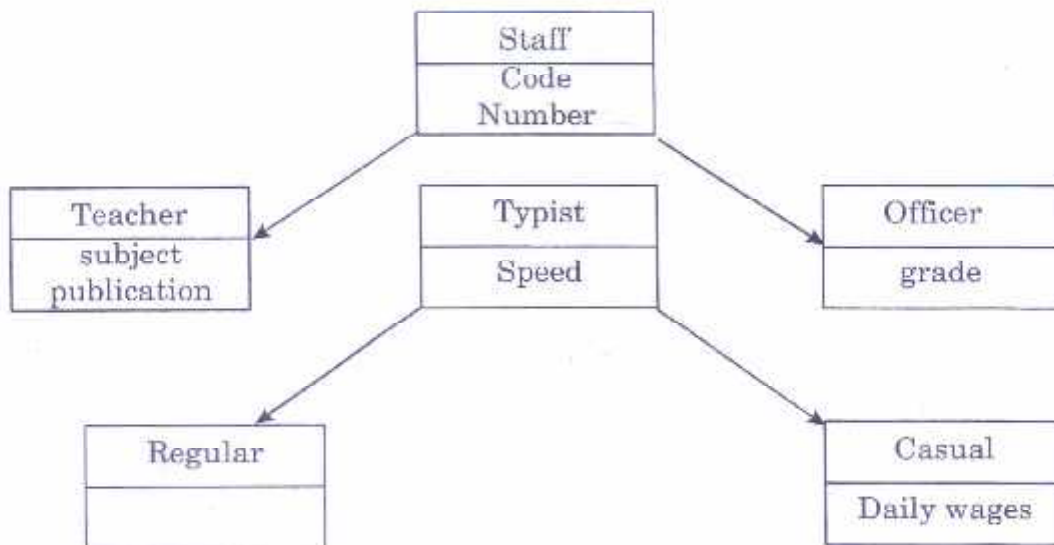 Staff
Code
Number
Teacher
subject
publication
Typist
Speed
Officer
grade
Regular
Casual
Daily wages